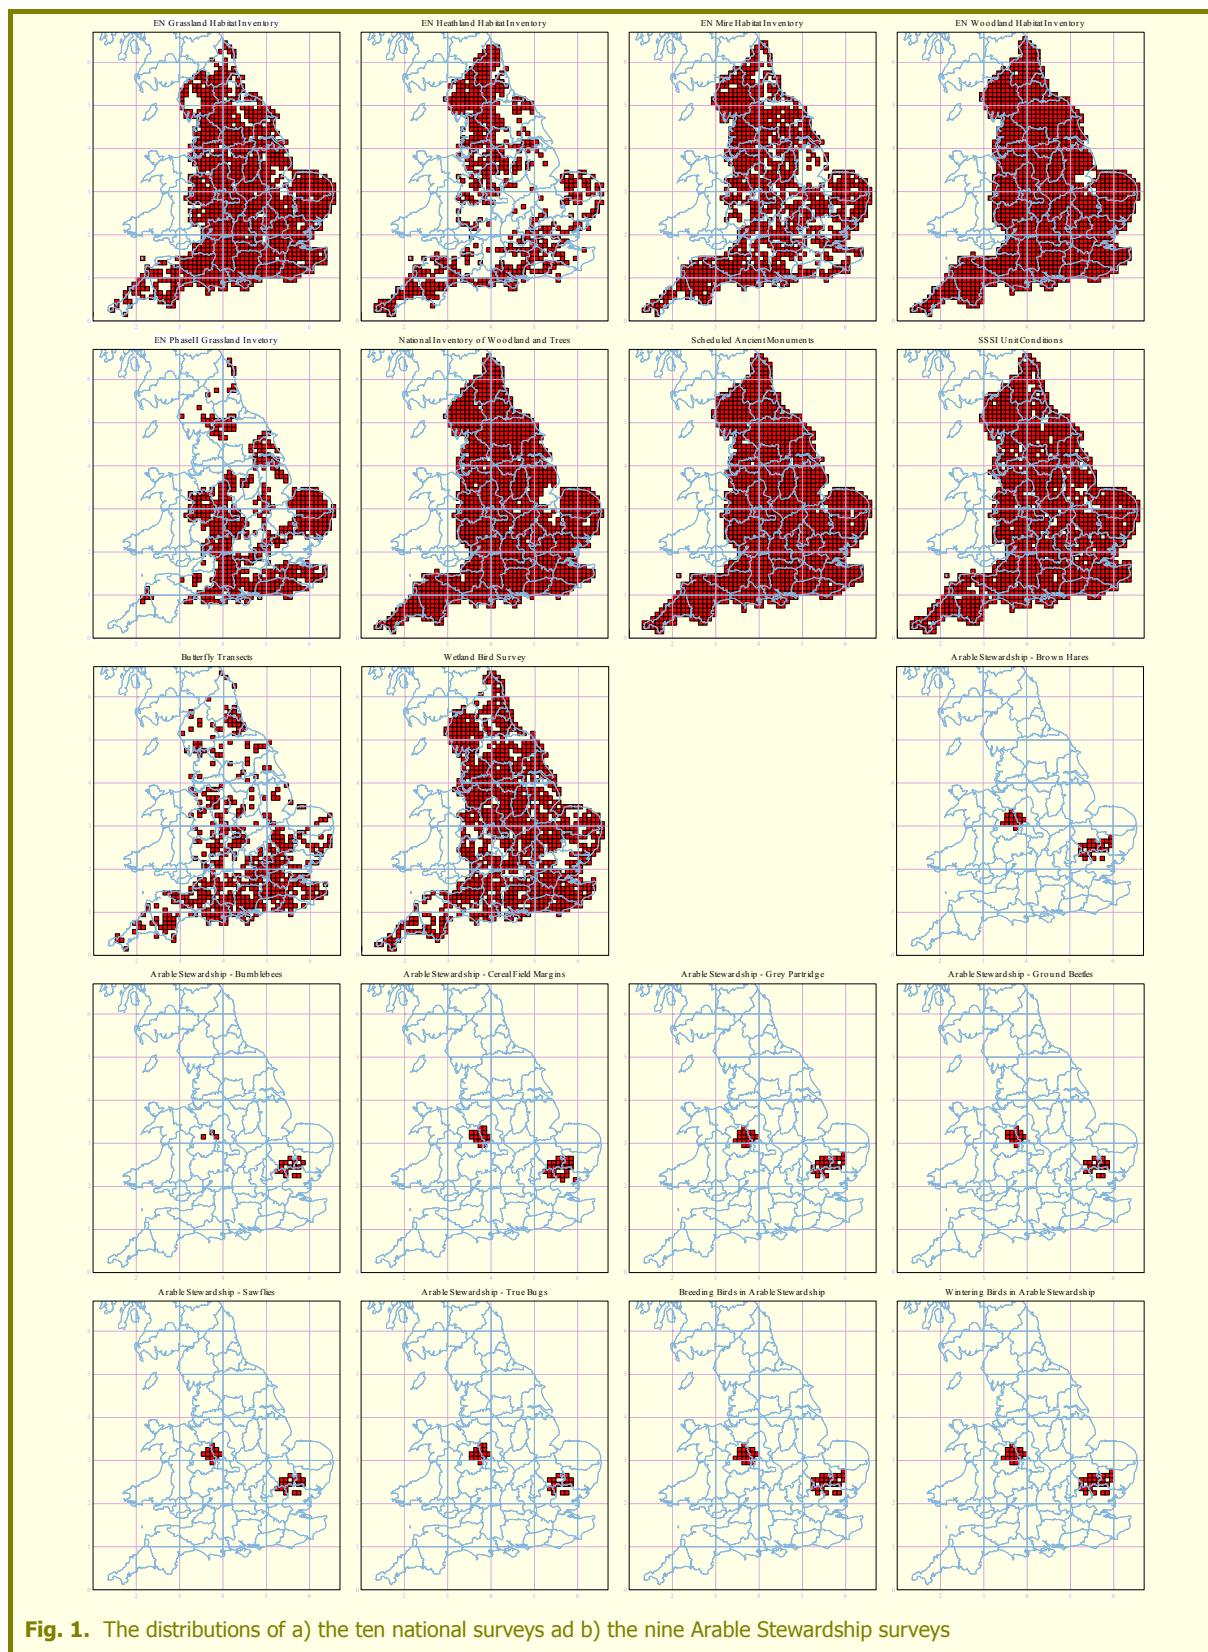 EN Grassland Habitat Inventory
EN Heathland Habitat Inventory
EN Mire Habitat Inventory
EN Woodland Habitat Inventory
EN PhaseII Grassland Invetory
National Inventory of Woodland and Trees
Scheduled Ancient Monuments
SSSI Unit Conditions
Butterfly Transects
Wetland Bird Survey
Arable Stewardship - Brown Hares
Arable Stewardship - Bumblebees
Arable Stewardship - Cereal Field Margins
Arable Stewardship - Grey Partridge
Arable Stewardship - Ground Beetles
Arable Stewardship - Sawflies
Arable Stewardship - True Bugs
Breeding Birds in Arable Stewardship
Wintering Birds in Arable Stewardship
Fig. 1. The distributions of a) the ten national surveys ad b) the nine Arable Stewardship surveys